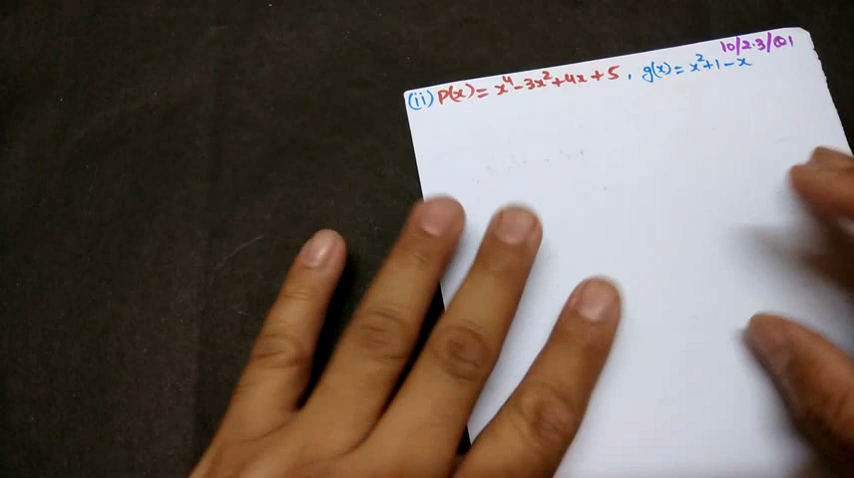 10/2.3/Q1
(ii) P(x) = x⁴ - 3x² + 4x + 5 , g(x) = x² + 1 - x